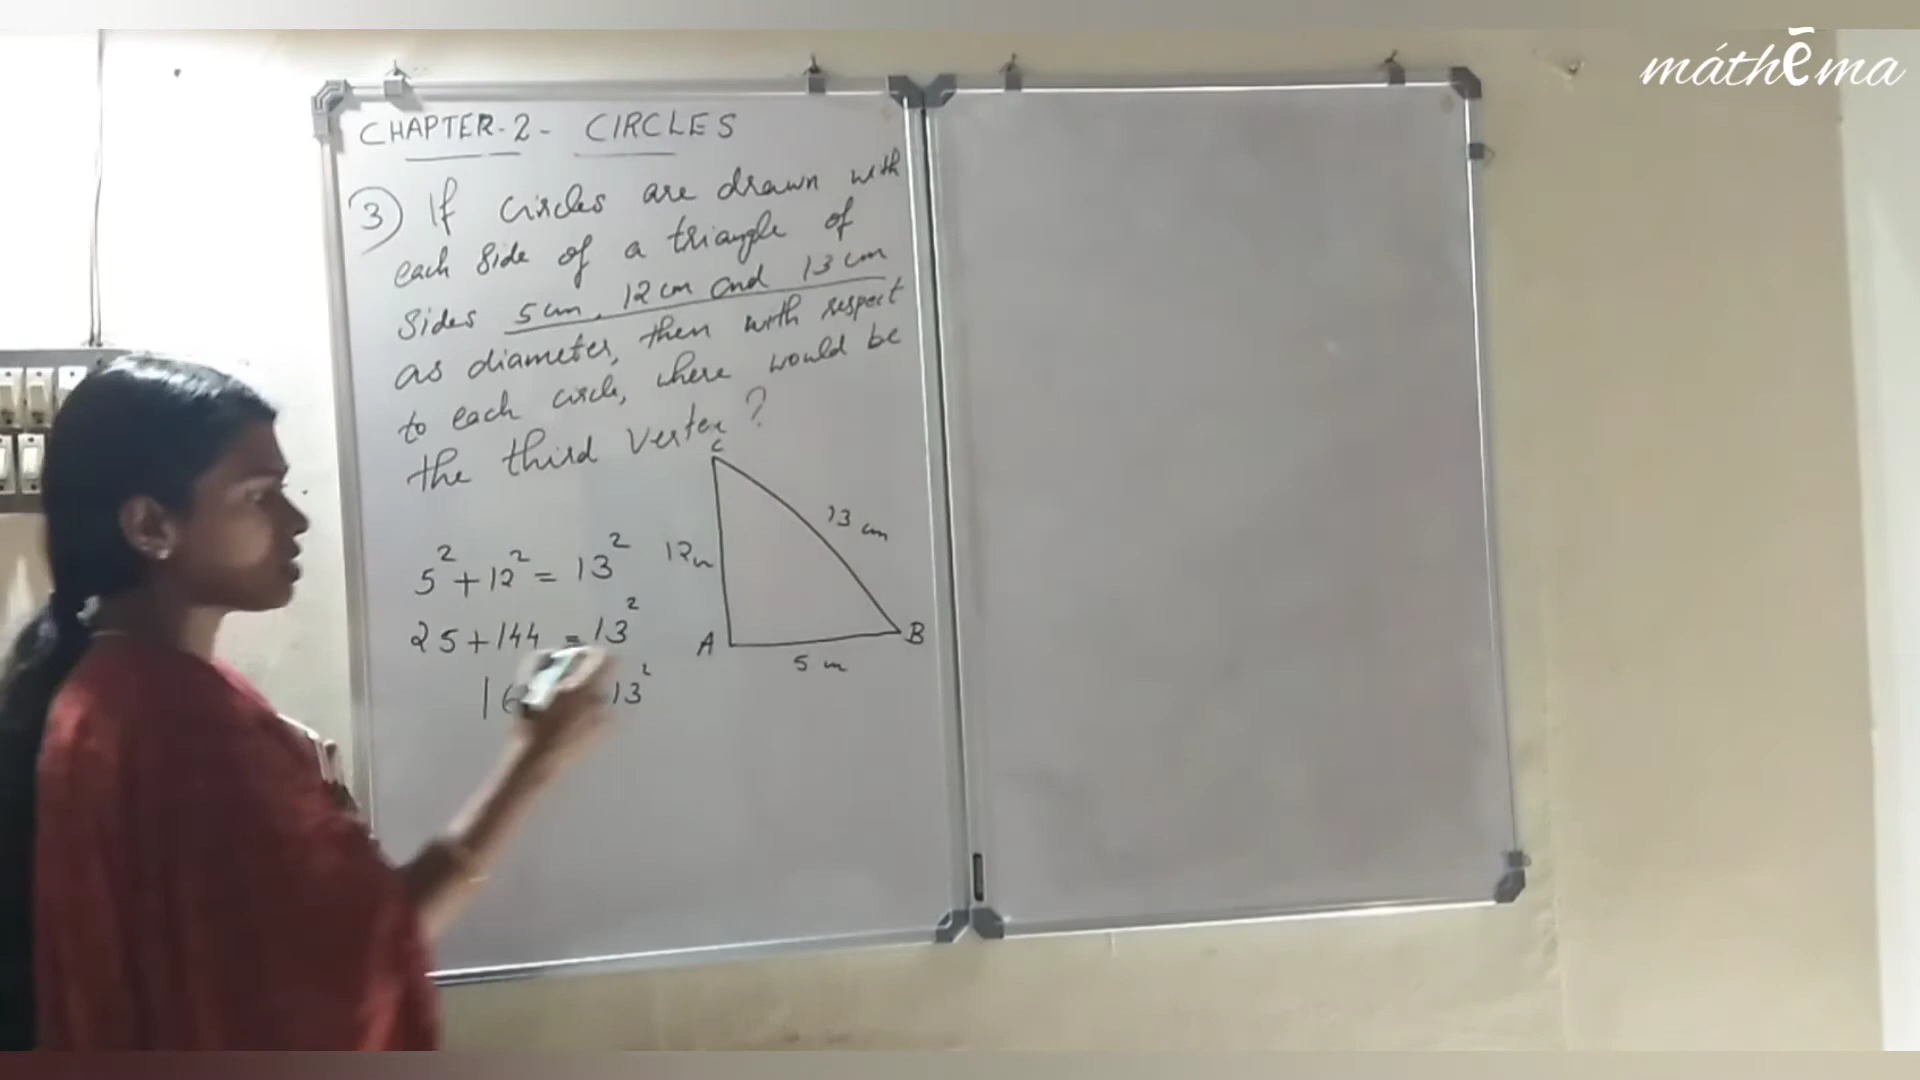 máthēma
CHAPTER-2- CIRCLES
3) If circles are drawn with
each side of a triangle of
sides 5cm, 12cm and 13cm
as diameter, then with respect
to each circle, where would be
the third vertex?
C
5²+12² = 13²
12
13 cm
25+144 = 13²
A
B
5
13²